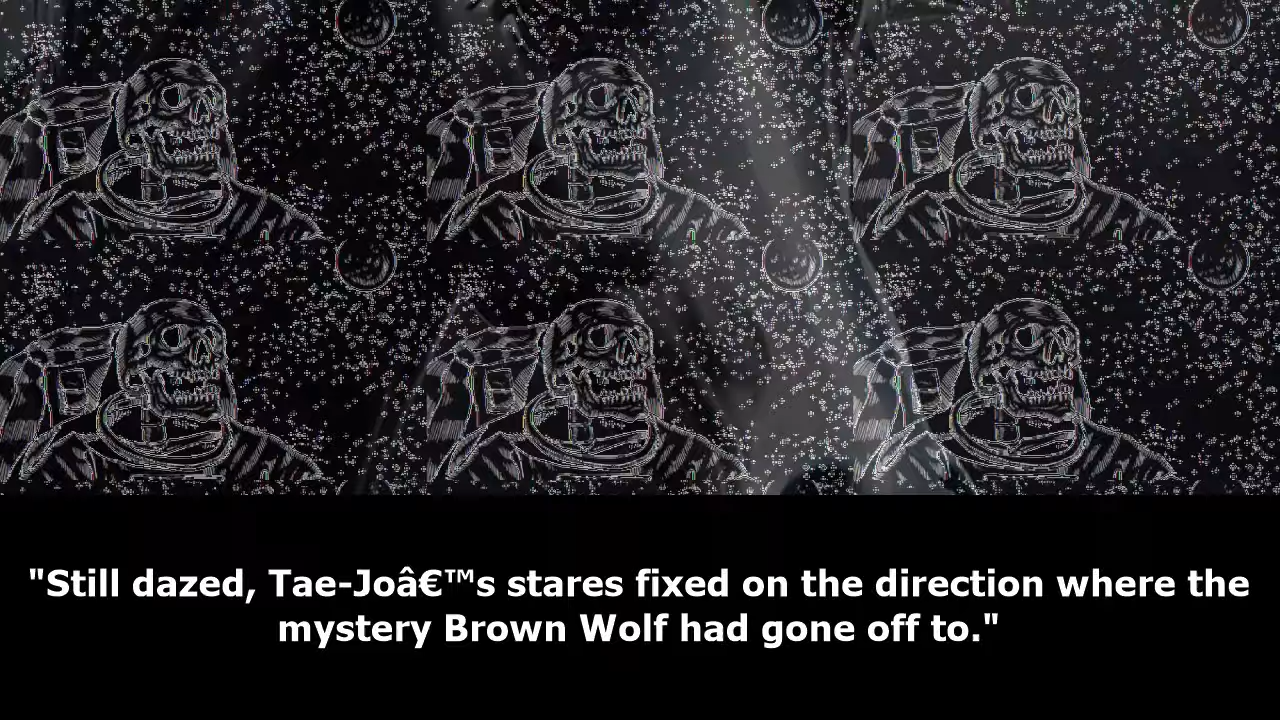 "Still dazed, Tae-Joâ€™s stares fixed on the direction where the
mystery Brown Wolf had gone off to."